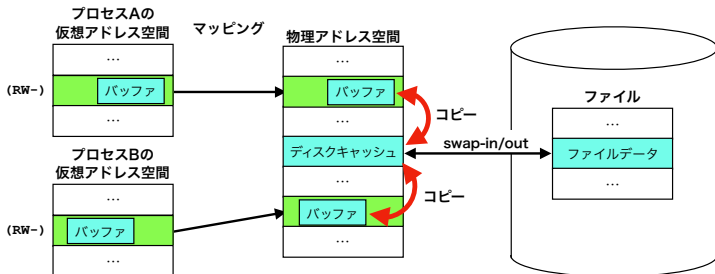 プロセスAの
仮想アドレス空間
マッピング
物理アドレス空間
…
…
(RW-)
バッファ
バッファ
ファイル
…
…
コピー
…
プロセスBの
仮想アドレス空間
ディスクキャッシュ
swap-in/out
ファイルデータ
…
…
…
コピー
(RW-)
バッファ
バッファ
…
…